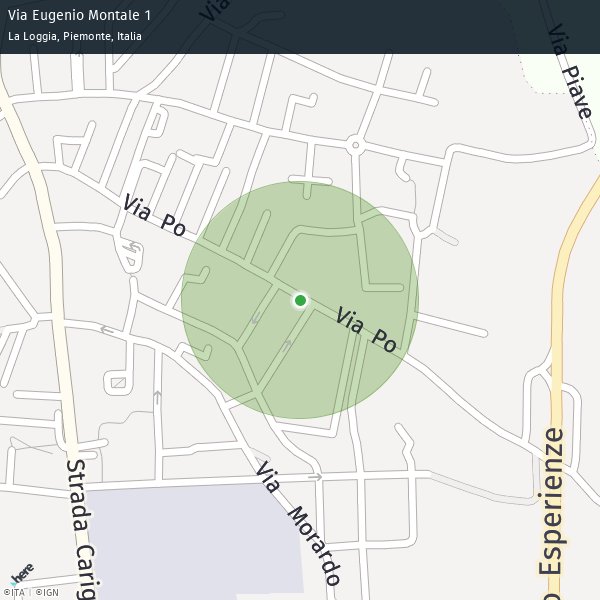 Via Eugenio Montale 1
La Loggia, Piemonte, Italia
Via
Via Piave
Via Po
Via Po
Strada Carig
Via Morardo
o Esperienze
here
©ITA | ©IGN